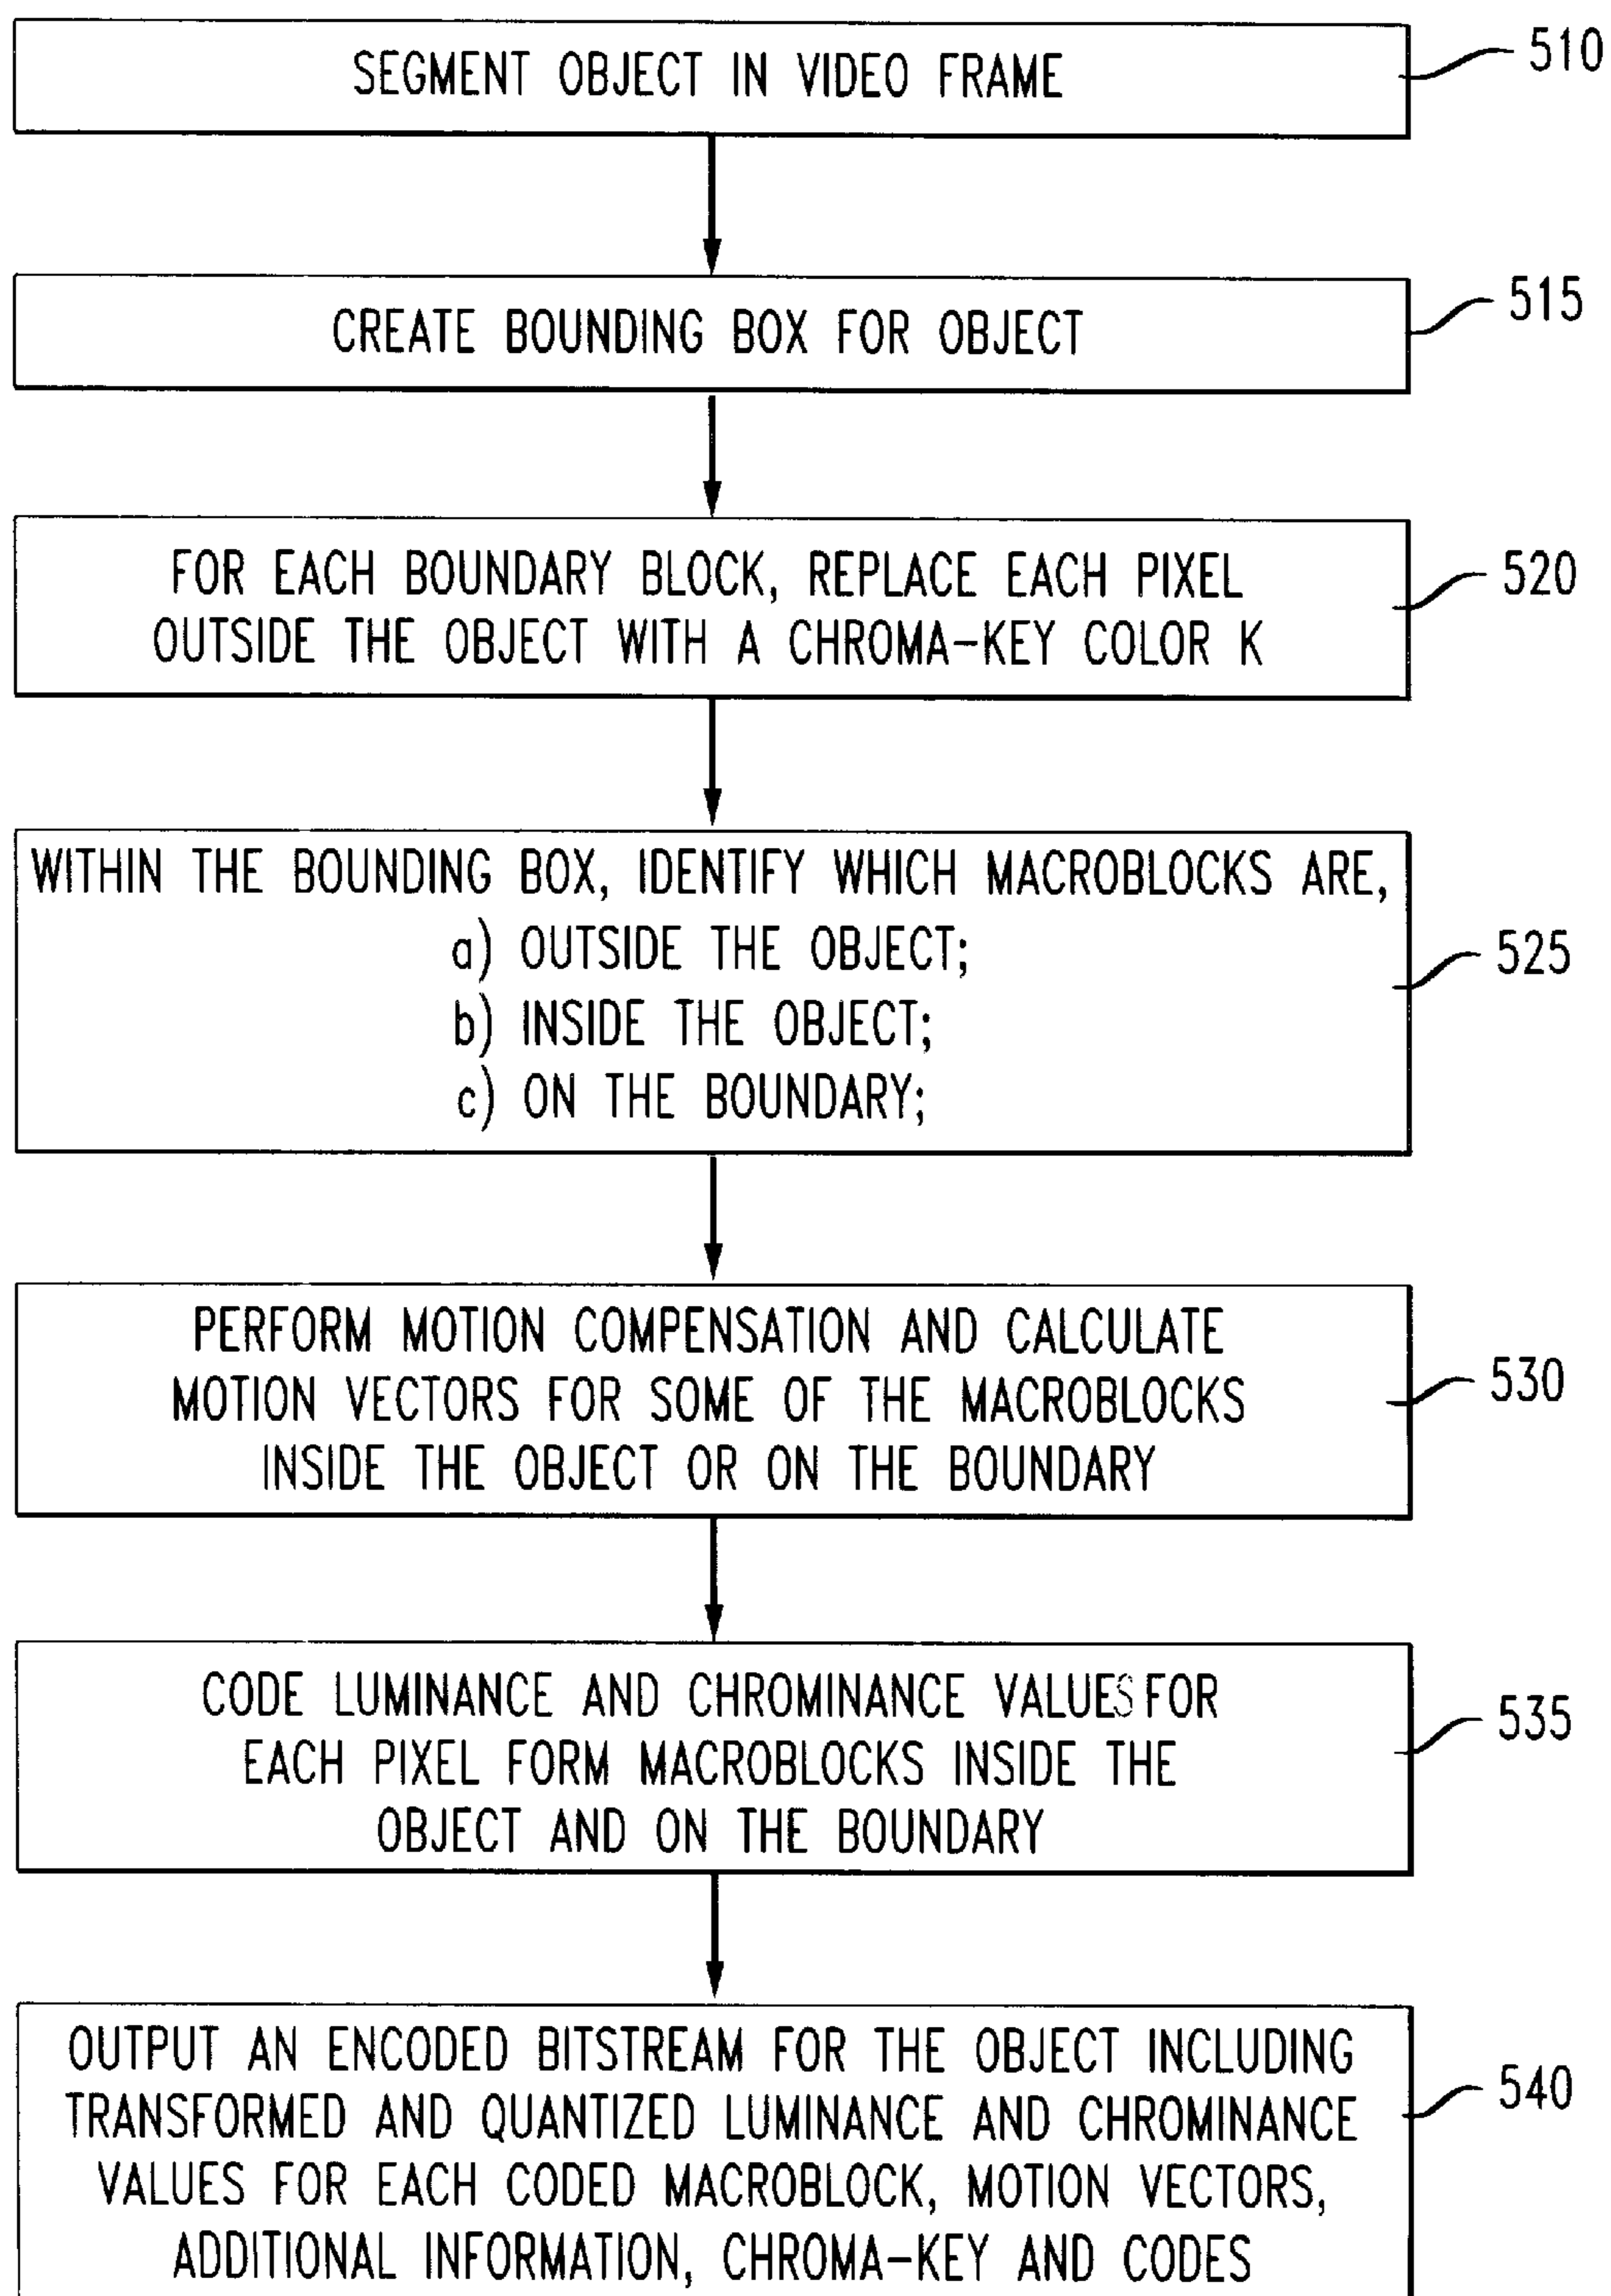 SEGMENT OBJECT IN VIDEO FRAME
510
CREATE BOUNDING BOX FOR OBJECT
515
FOR EACH BOUNDARY BLOCK, REPLACE EACH PIXEL
OUTSIDE THE OBJECT WITH A CHROMA-KEY COLOR K
520
WITHIN THE BOUNDING BOX, IDENTIFY WHICH MACROBLOCKS ARE,
a) OUTSIDE THE OBJECT;
b) INSIDE THE OBJECT;
c) ON THE BOUNDARY;
525
PERFORM MOTION COMPENSATION AND CALCULATE
MOTION VECTORS FOR SOME OF THE MACROBLOCKS
INSIDE THE OBJECT OR ON THE BOUNDARY
530
CODE LUMINANCE AND CHROMINANCE VALUES FOR
EACH PIXEL FORM MACROBLOCKS INSIDE THE
OBJECT AND ON THE BOUNDARY
535
OUTPUT AN ENCODED BITSTREAM FOR THE OBJECT INCLUDING
TRANSFORMED AND QUANTIZED LUMINANCE AND CHROMINANCE
VALUES FOR EACH CODED MACROBLOCK, MOTION VECTORS,
ADDITIONAL INFORMATION, CHROMA-KEY AND CODES
540